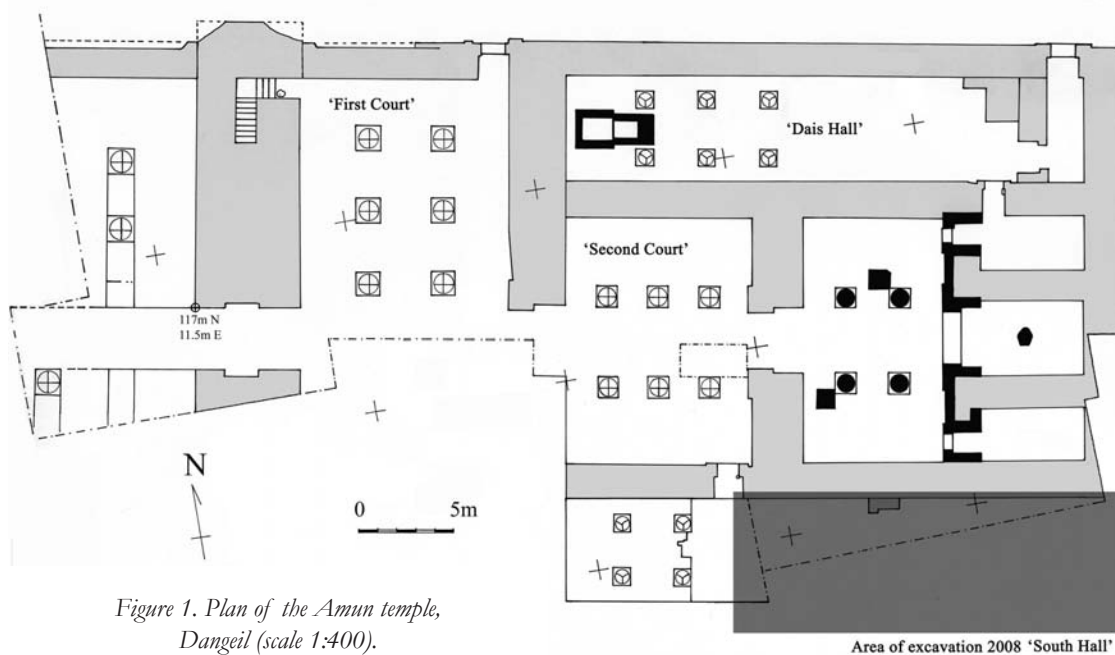 'First Court'
'Dais Hall'
'Second Court'
117m N
11.5m E
N
0 5m
Figure 1. Plan of the Amun temple,
Dangeil (scale 1:400).
Area of excavation 2008 'South Hall'